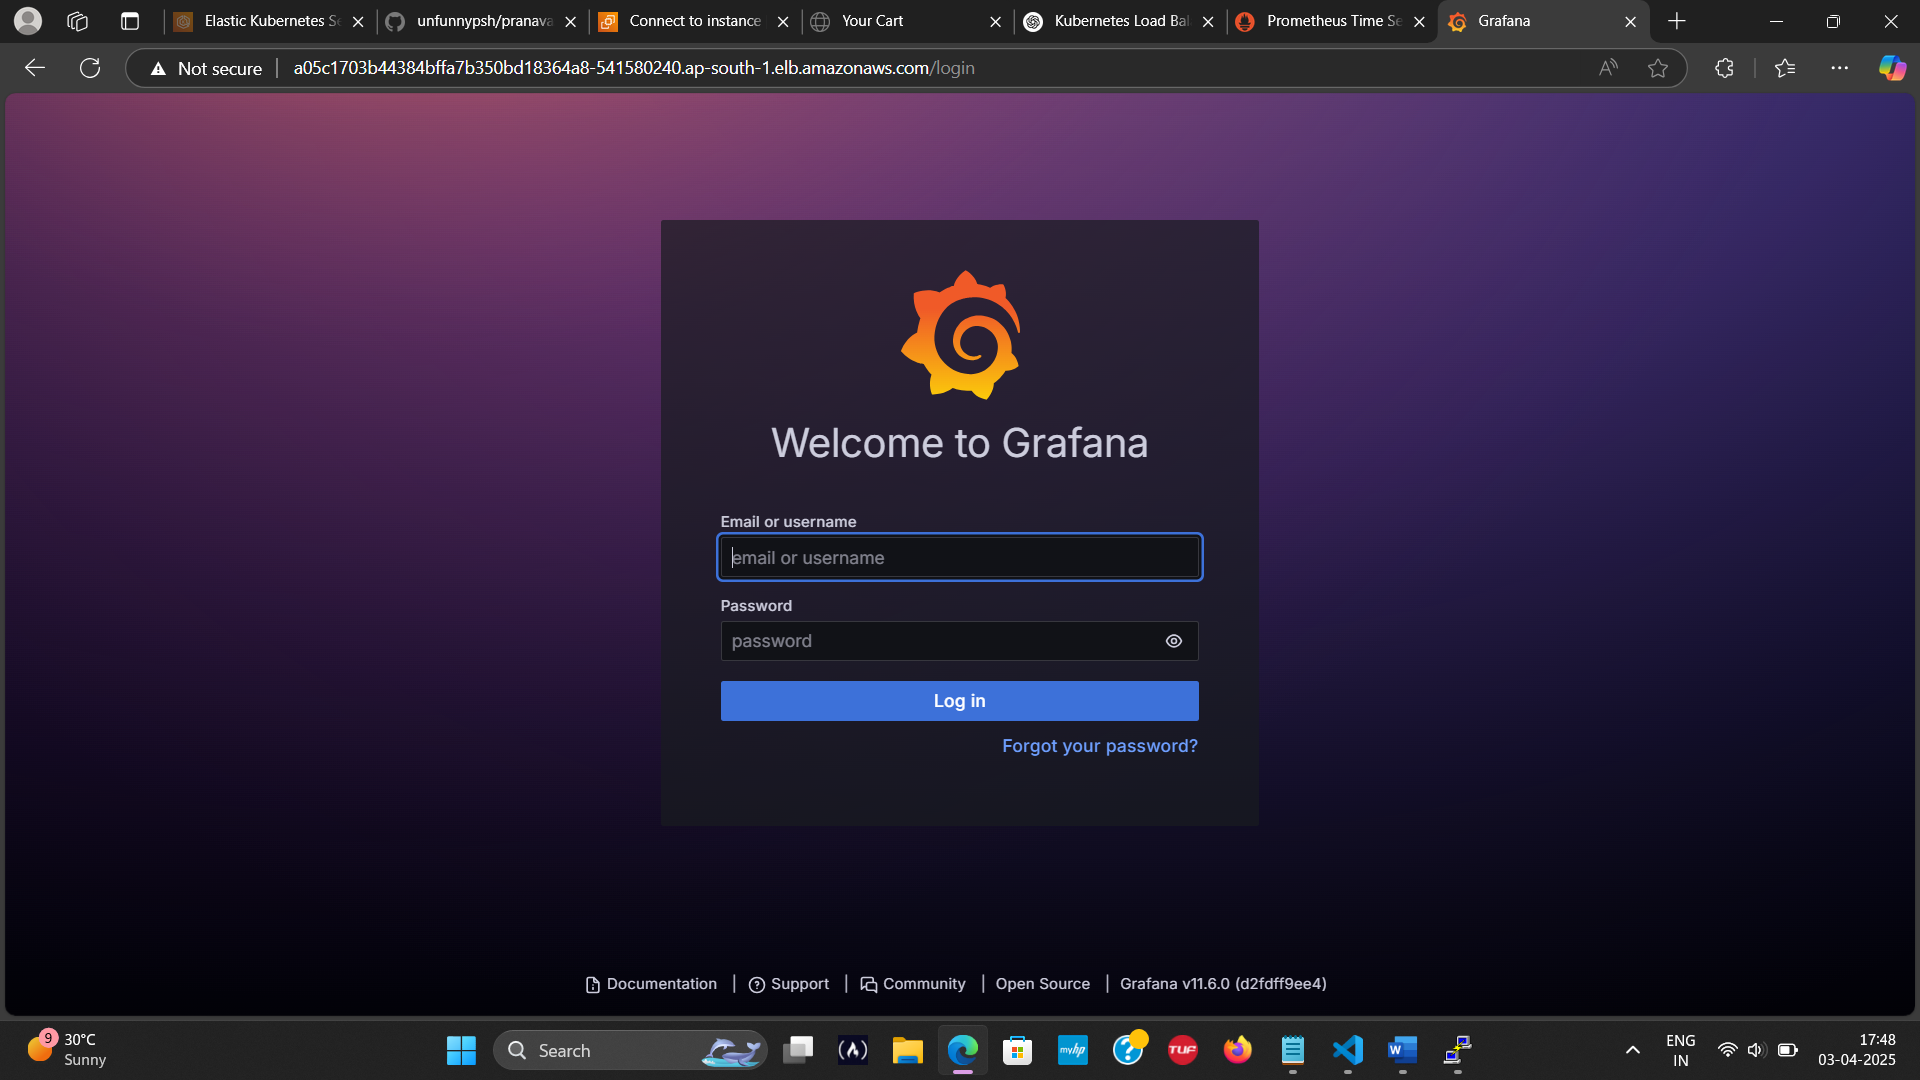 Elastic Kubernetes Se
unfunnypsh/pranava
Connect to instance
Your Cart
Kubernetes Load Bal
Prometheus Time Se
Grafana
Not secure
a05c1703b44384bffa7b350bd18364a8-541580240.ap-south-1.elb.amazonaws.com/login
Welcome to Grafana
Email or username
email or username
Password
password
Log in
Forgot your password?
Documentation | Support | Community | Open Source | Grafana v11.6.0 (d2fdff9ee4)
9
30°C
Sunny
Search
myhp
TUF
ENG
IN
17:48
03-04-2025